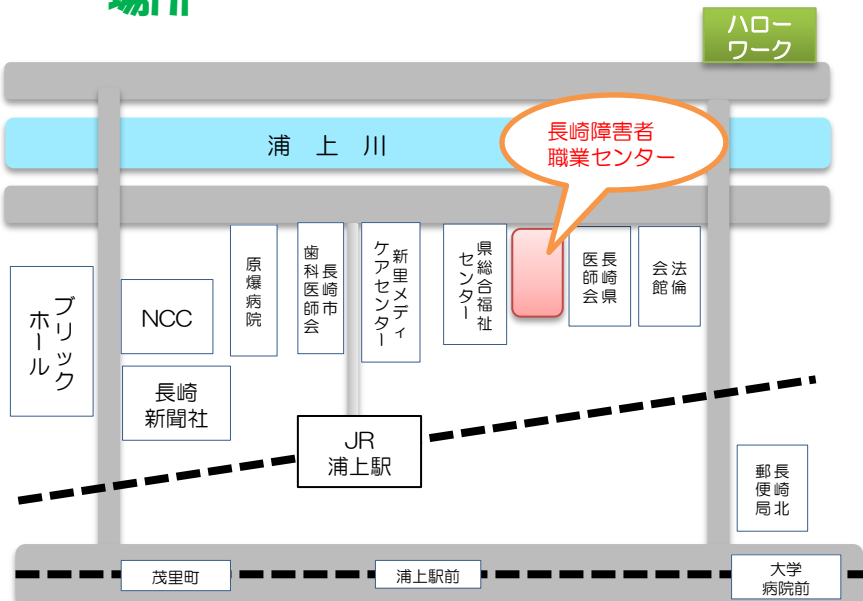 場所
ハロー
ワーク
長崎障害者
職業センター
浦上川
ブリック
ホール
NCC
長崎
新聞社
原爆病院
長崎市
歯科医師会
新里メディ
ケアセンター
県総合福祉
センター
長崎県
医師会
法倫
会館
JR
浦上駅
長崎北
郵便局
茂里町
浦上駅前
大学
病院前